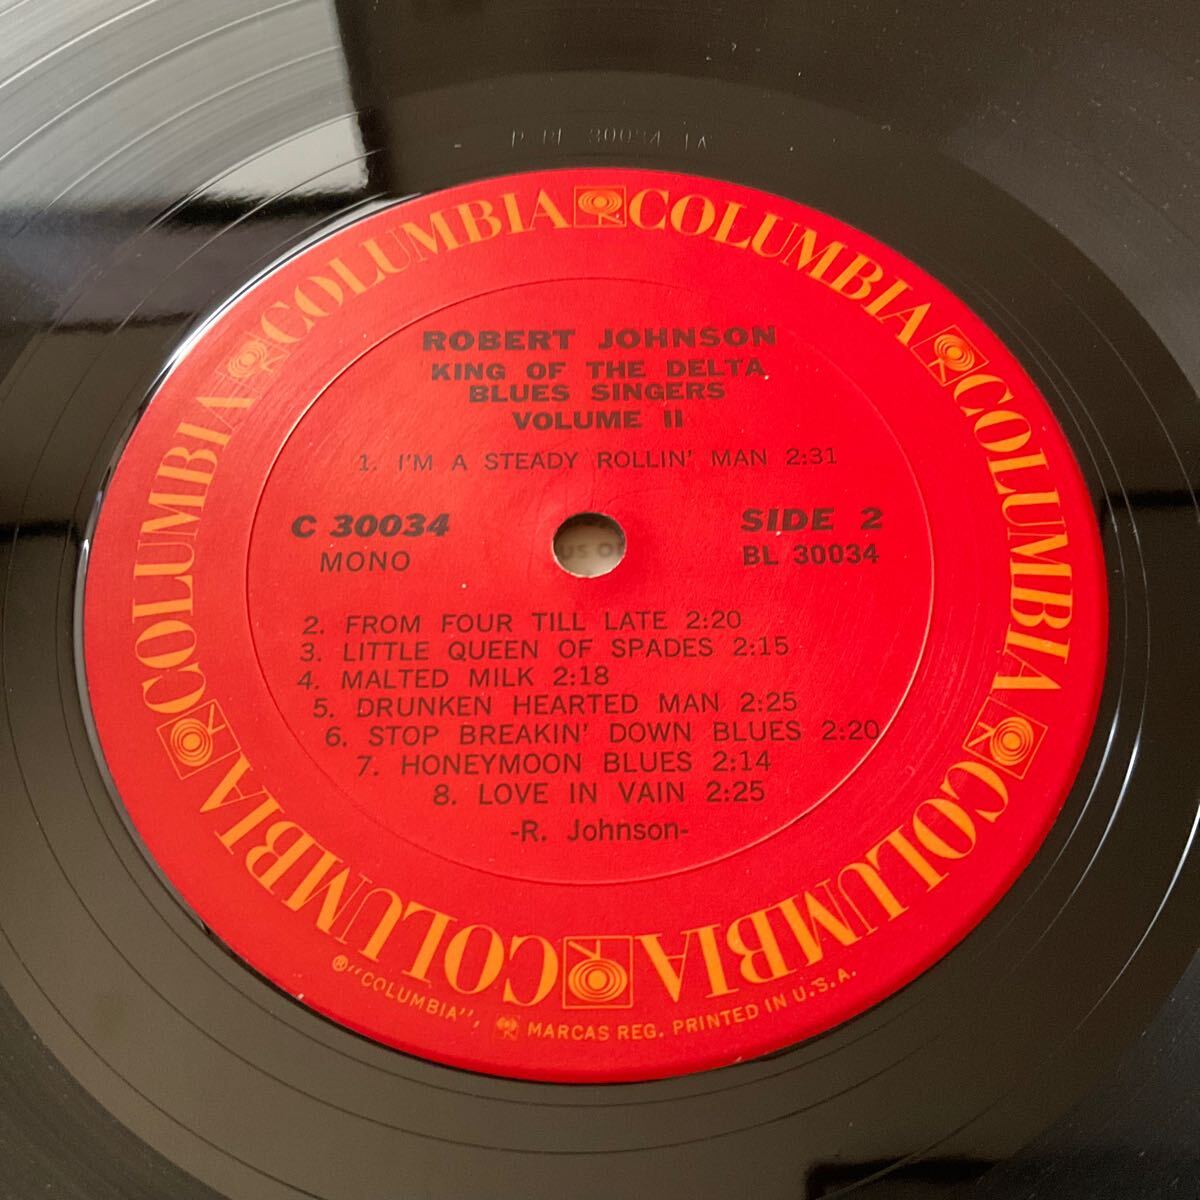 P BL 30034 1A
COLUMBIA COLUMBIA COLUMBIA COLUMBIA COLUMBIA COLUMBIA
ROBERT JOHNSON
KING OF THE DELTA
BLUES SINGERS
VOLUME II
1. I'M A STEADY ROLLIN' MAN 2:31
C 30034
MONO
SIDE 2
BL 30034
US O
2. FROM FOUR TILL LATE 2:20
3. LITTLE QUEEN OF SPADES 2:15
4. MALTED MILK 2:18
5. DRUNKEN HEARTED MAN 2:25
6. STOP BREAKIN' DOWN BLUES 2:20
7. HONEYMOON BLUES 2:14
8. LOVE IN VAIN 2:25
-R. Johnson-
®"COLUMBIA", MARCAS REG. PRINTED IN U.S.A.